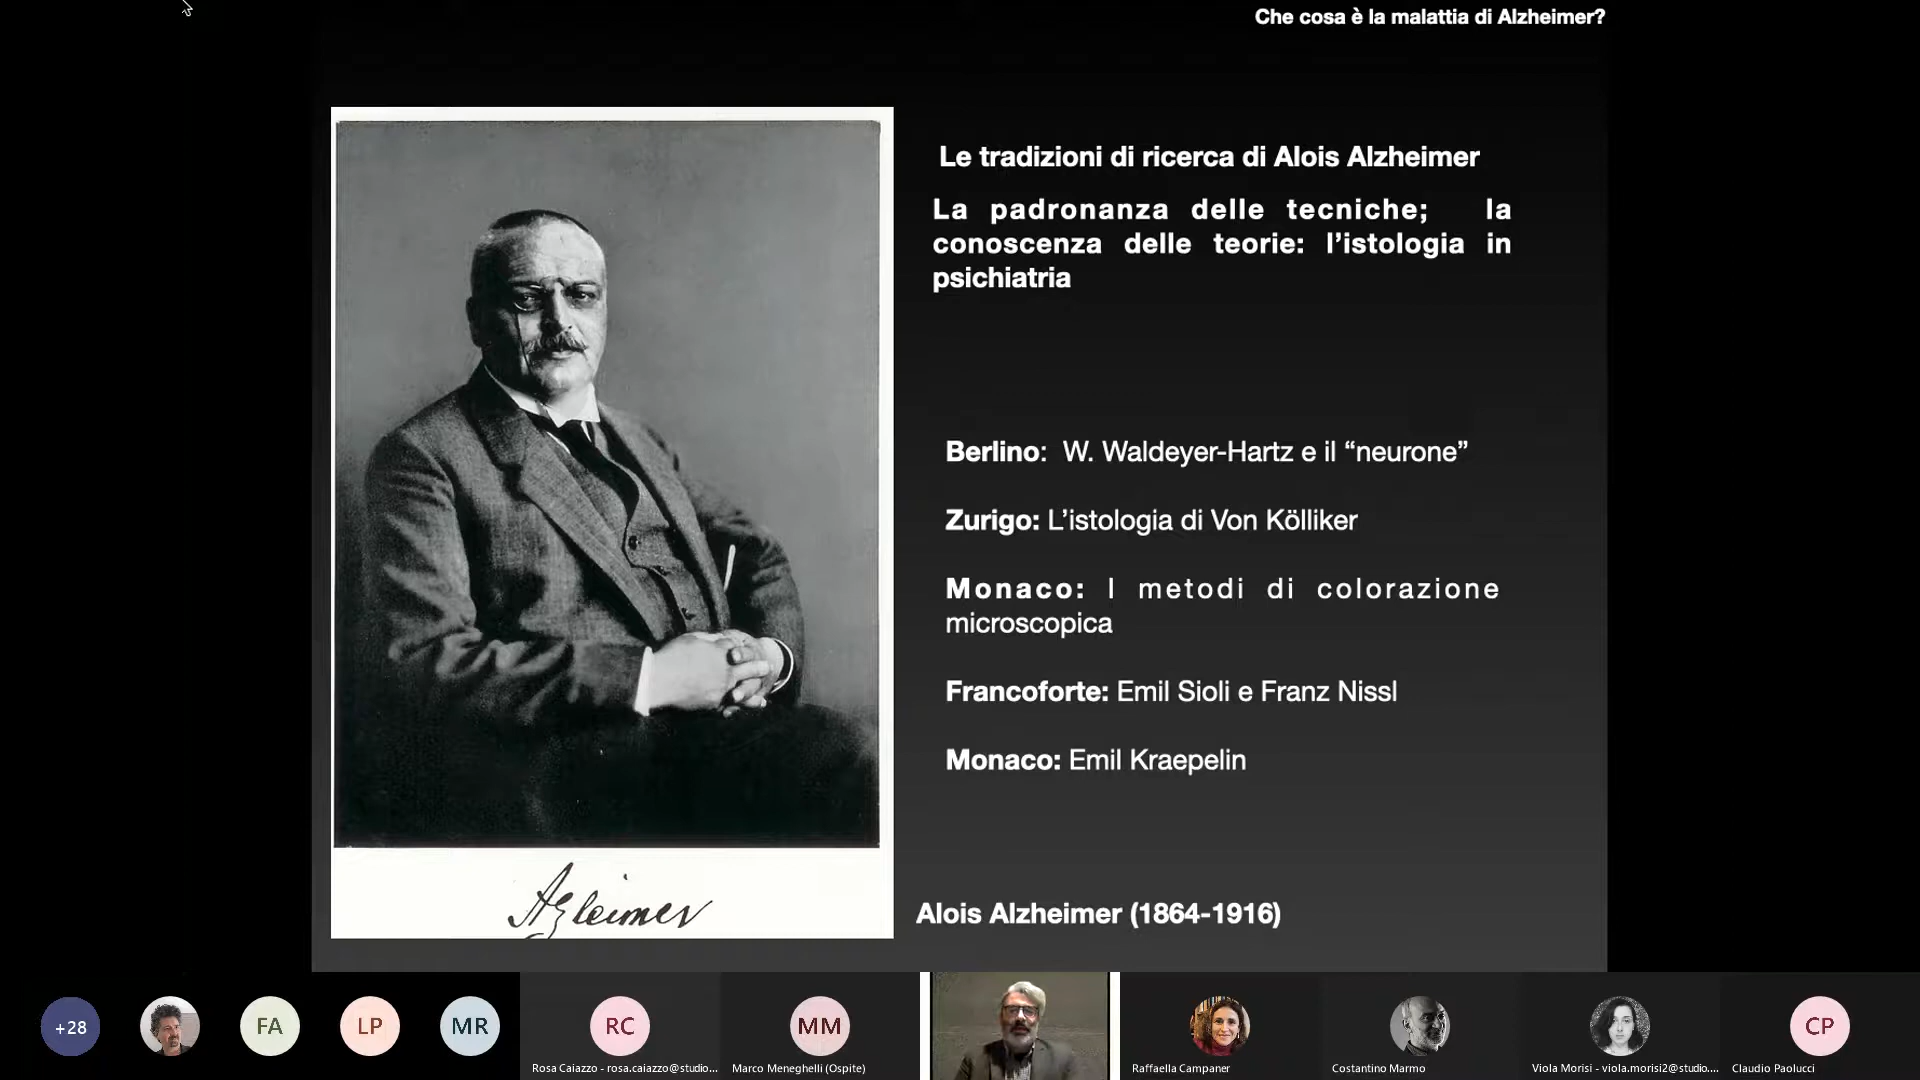 Che cosa è la malattia di Alzheimer?
Le tradizioni di ricerca di Alois Alzheimer
La padronanza delle tecniche; la
conoscenza delle teorie: l’istologia in
psichiatria
Berlino: W. Waldeyer-Hartz e il “neurone”
Zurigo: L’istologia di Von Kölliker
Monaco: I metodi di colorazione
microscopica
Francoforte: Emil Sioli e Franz Nissl
Monaco: Emil Kraepelin
Alzheimer
Alois Alzheimer (1864-1916)
+28
FA
LP
MR
RC
MM
CP
Rosa Caiazzo - rosa.caiazzo@studio...
Marco Meneghelli (Ospite)
Raffaella Campaner
Costantino Marmo
Viola Morisi - viola.morisi2@studio....
Claudio Paolucci